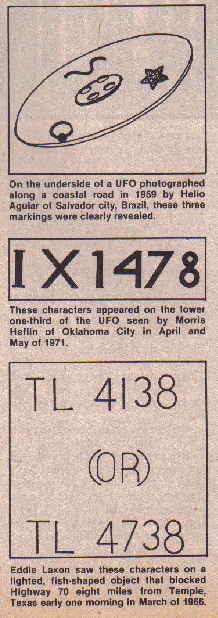 On the underside of a UFO photographed
along a coastal road in 1959 by Helio
Aguiar of Salvador city, Brazil, these three
markings were clearly revealed.
I X 1478
These characters appeared on the lower
one-third of the UFO seen by Morris
Heflin of Oklahoma City in April and
May of 1971.
TL 4138
(OR)
TL 4738
Eddie Laxon saw these characters on a
lighted, fish-shaped object that blocked
Highway 70 eight miles from Temple,
Texas early one morning in March of 1966.